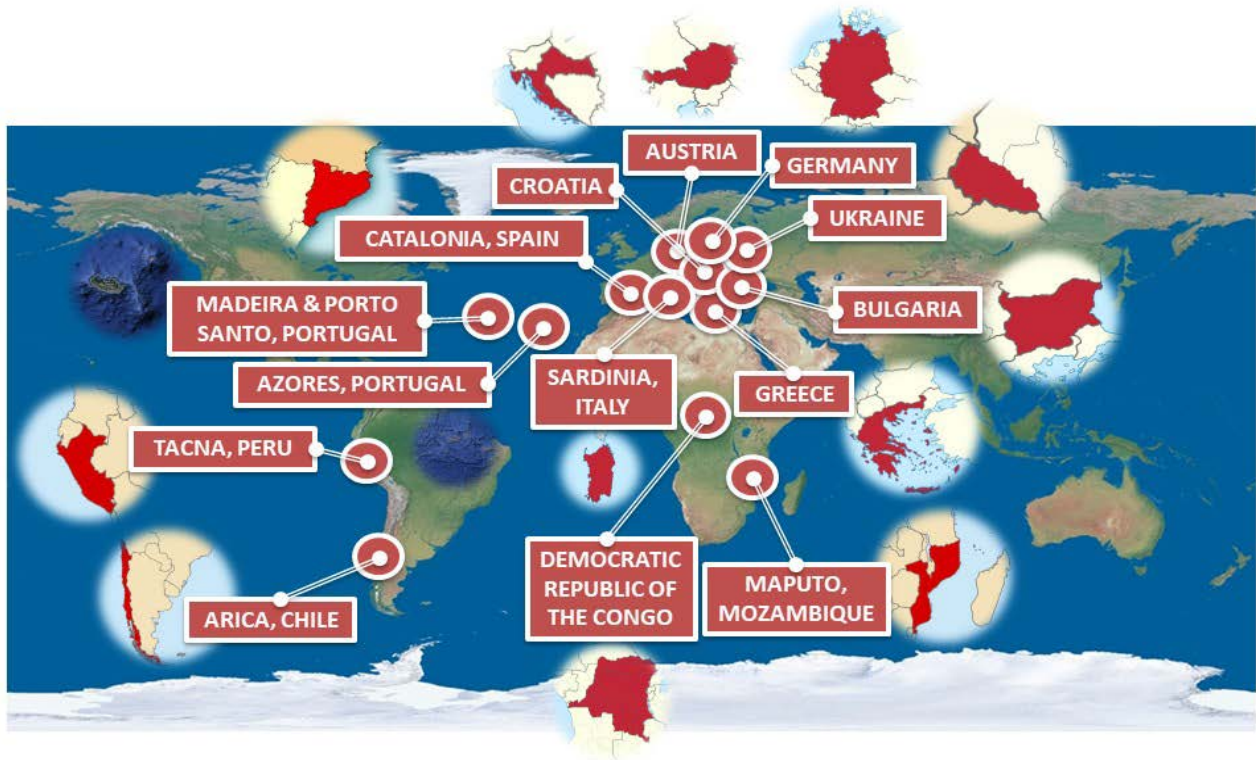 AUSTRIA
GERMANY
CROATIA
UKRAINE
CATALONIA, SPAIN
MADEIRA & PORTO
SANTO, PORTUGAL
BULGARIA
AZORES, PORTUGAL
SARDINIA,
ITALY
GREECE
TACNA, PERU
DEMOCRATIC
REPUBLIC OF
THE CONGO
MAPUTO,
MOZAMBIQUE
ARICA, CHILE